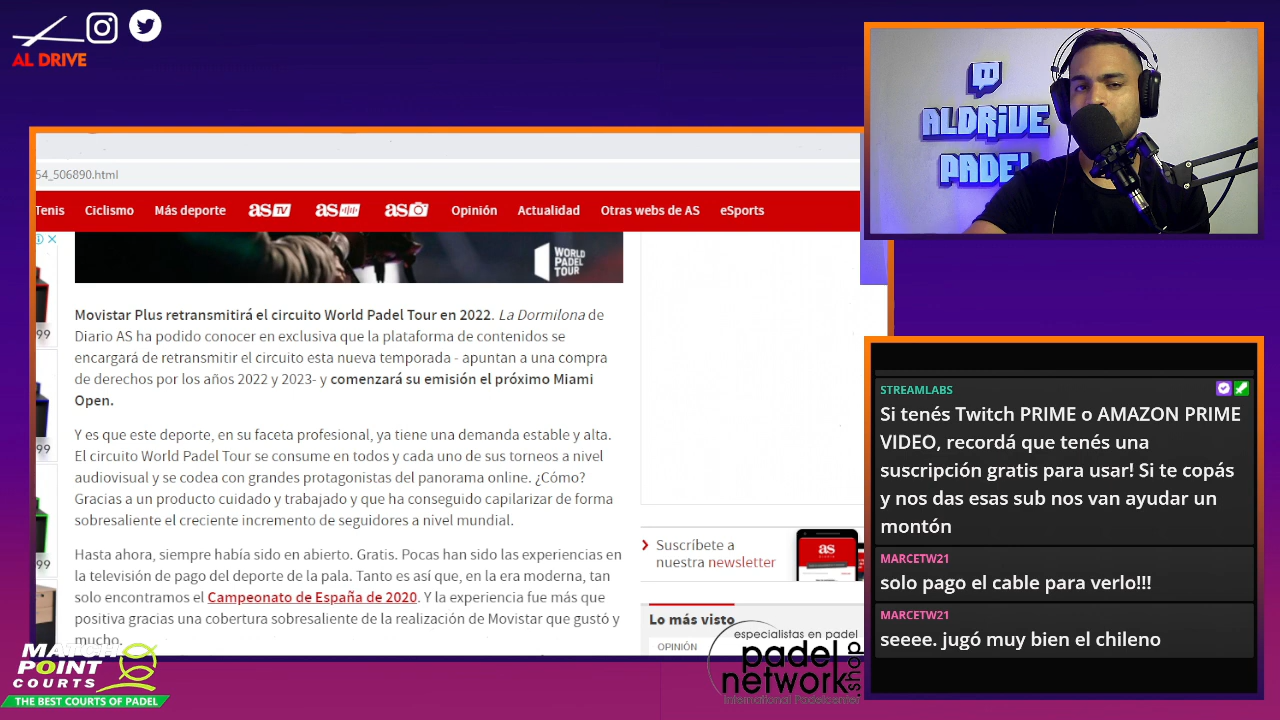 AL DRIVE
54_506890.html
Tenis Ciclismo Más deporte as TV as as Opinión Actualidad Otras webs de AS eSports
WORLD
PADEL
TOUR
Movistar Plus retransmitirá el circuito World Padel Tour en 2022. La Dormilona de
Diario AS ha podido conocer en exclusiva que la plataforma de contenidos se
encargará de retransmitir el circuito esta nueva temporada - apuntan a una compra
de derechos por los años 2022 y 2023- y comenzará su emisión el próximo Miami
Open.
Y es que este deporte, en su faceta profesional, ya tiene una demanda estable y alta.
El circuito World Padel Tour se consume en todos y cada uno de sus torneos a nivel
audiovisual y se codea con grandes protagonistas del panorama online. ¿Cómo?
Gracias a un producto cuidado y trabajado y que ha conseguido capilarizar de forma
sobresaliente el creciente incremento de seguidores a nivel mundial.
Hasta ahora, siempre había sido en abierto. Gratis. Pocas han sido las experiencias en
la televisión de pago del deporte de la pala. Tanto es así que, en la era moderna, tan
solo encontramos el Campeonato de España de 2020. Y la experiencia fue más que
positiva gracias una cobertura sobresaliente de la realización de Movistar que gustó y
mucho.
99
99
99
Suscríbete a
nuestra newsletter
as
Lo más visto
OPINIÓN
MATCH
POINT
COURTS
THE BEST COURTS OF PADEL
especialistas en padel
padel
network
.shop
International Padelcenter
ALDRIVE
PADEL
STREAMLABS
Si tenés Twitch PRIME o AMAZON PRIME
VIDEO, recordá que tenés una
suscripción gratis para usar! Si te copás
y nos das esas sub nos van ayudar un
montón
MARCETW21
solo pago el cable para verlo!!!
MARCETW21
seeee. jugó muy bien el chileno